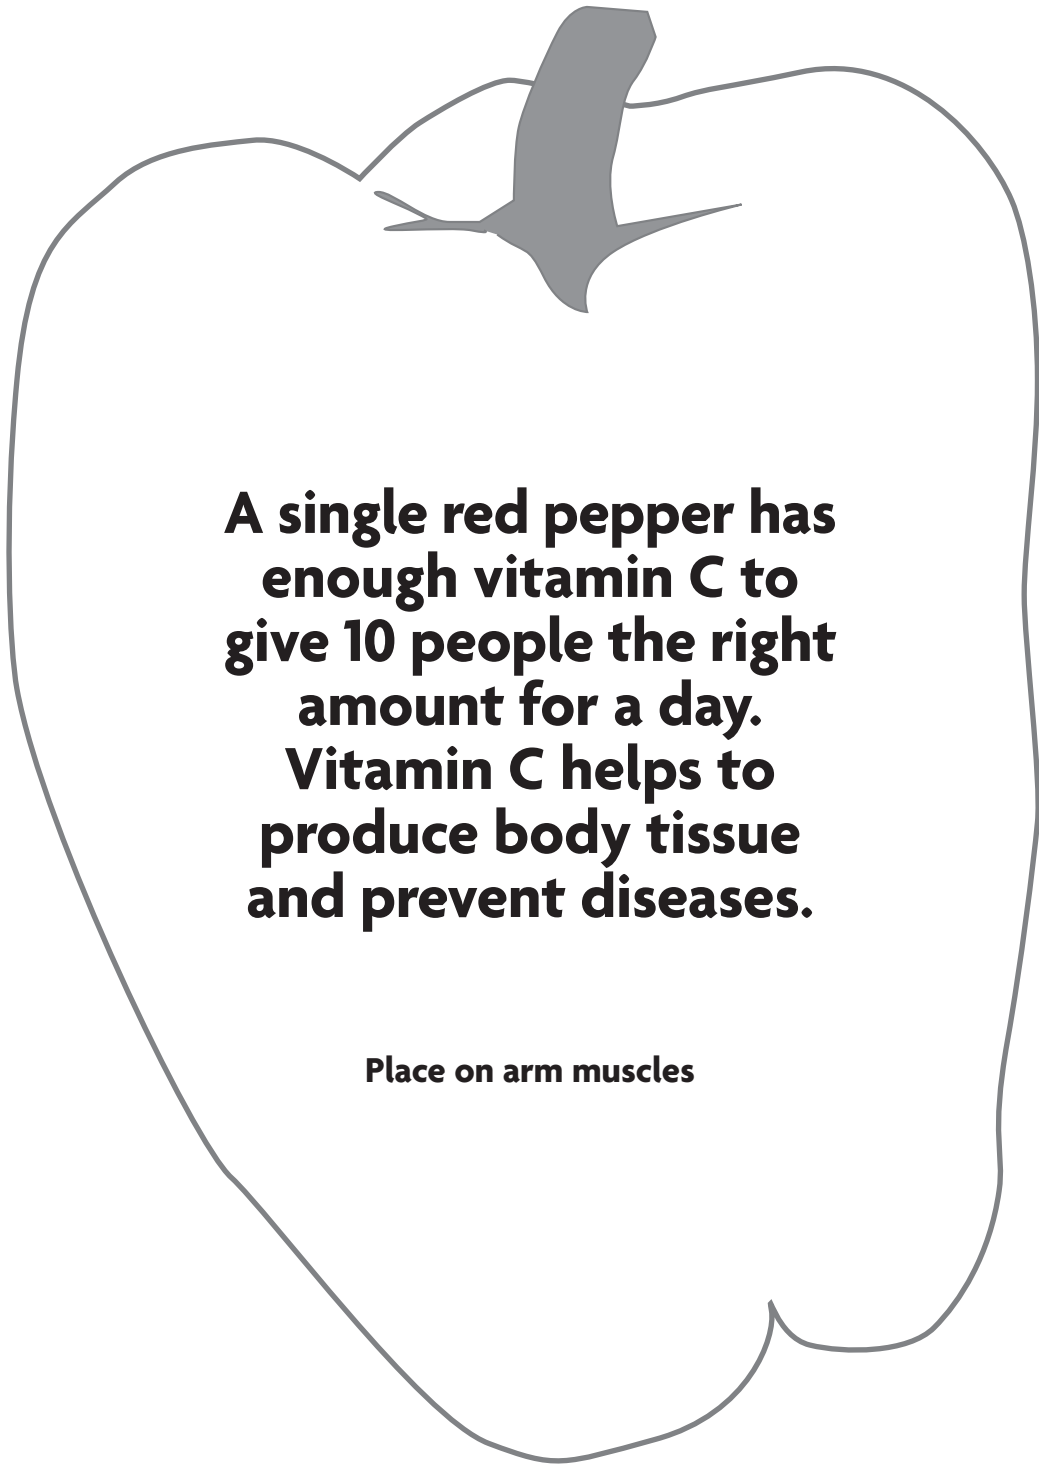 A single red pepper has
enough vitamin C to
give 10 people the right
amount for a day.
Vitamin C helps to
produce body tissue
and prevent diseases.
Place on arm muscles